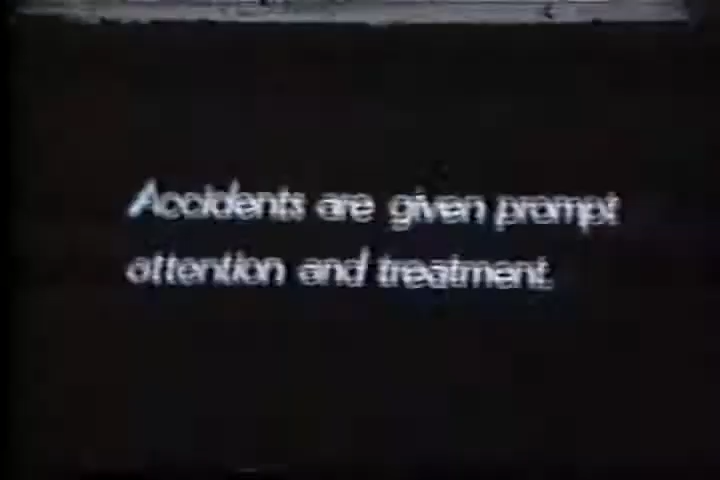 Accidents are given prompt
attention and treatment.